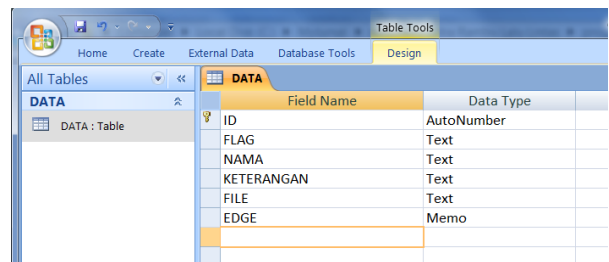 Table Tools
Home Create External Data Database Tools Design
All Tables « DATA
DATA Field Name Data Type
DATA : Table ID AutoNumber
FLAG Text
NAMA Text
KETERANGAN Text
FILE Text
EDGE Memo